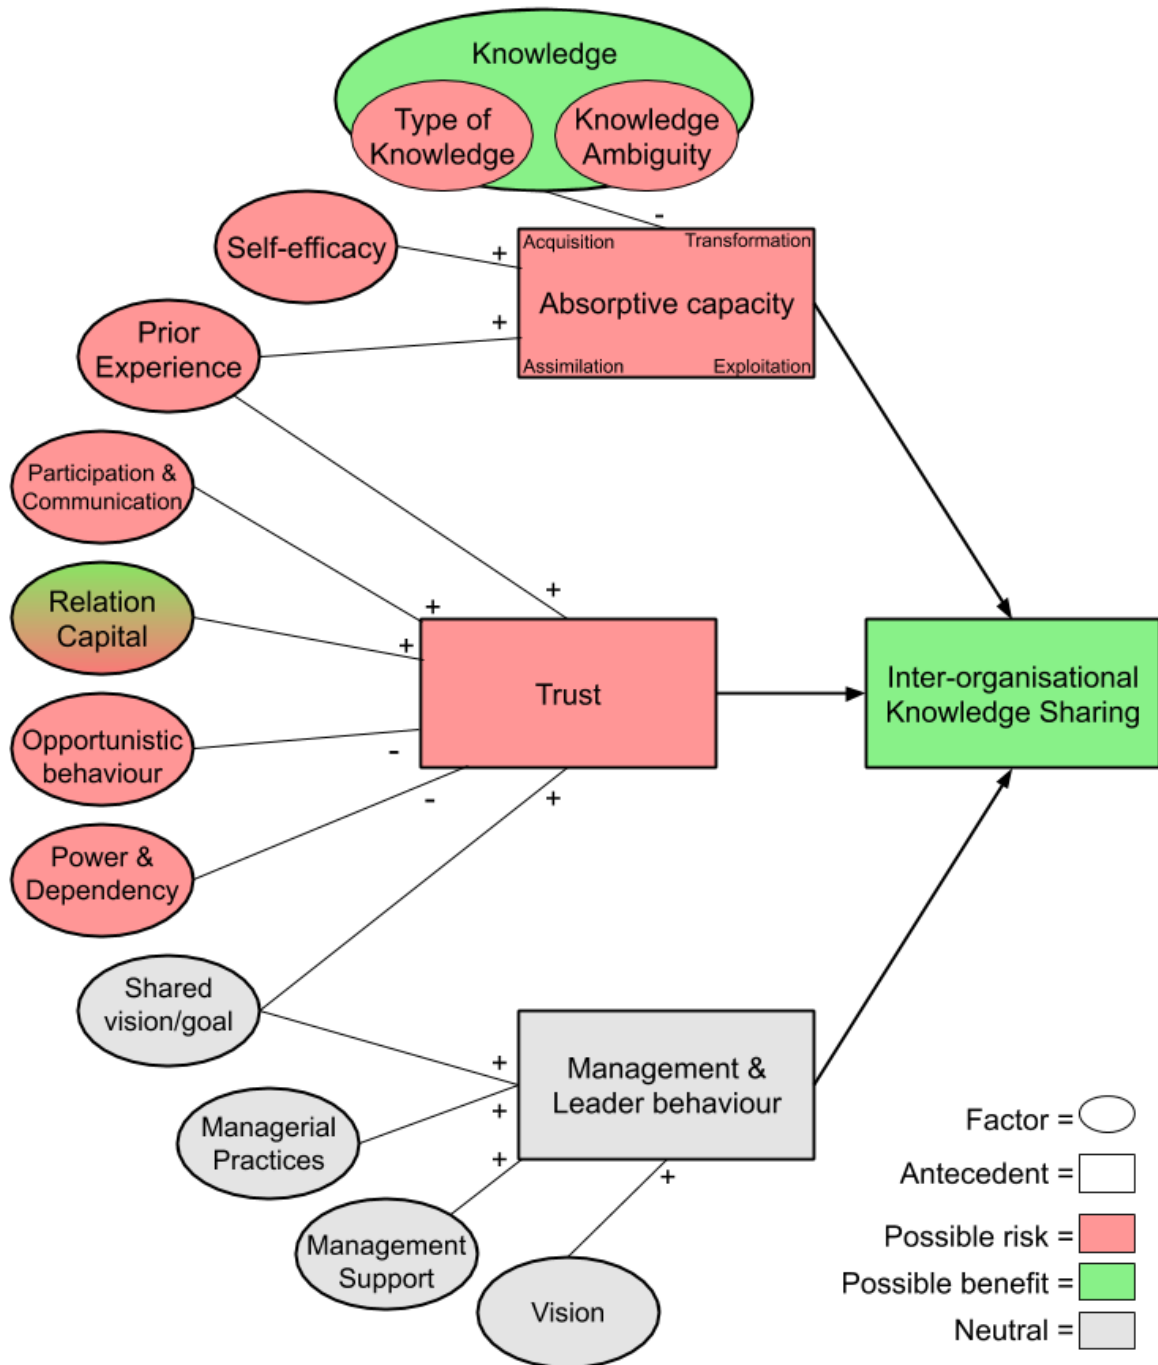 Knowledge
Type of
Knowledge
Knowledge
Ambiguity
-
Self-efficacy
+
Acquisition
Transformation
Absorptive capacity
Assimilation
Exploitation
Prior
Experience
+
Participation &
Communication
+
+
Relation
Capital
+
Trust
Inter-organisational
Knowledge Sharing
Opportunistic
behaviour
-
Power &
Dependency
-
+
Shared
vision/goal
+
Management &
Leader behaviour
Managerial
Practices
+
+
+
Management
Support
Vision
Factor =
Antecedent =
Possible risk =
Possible benefit =
Neutral =